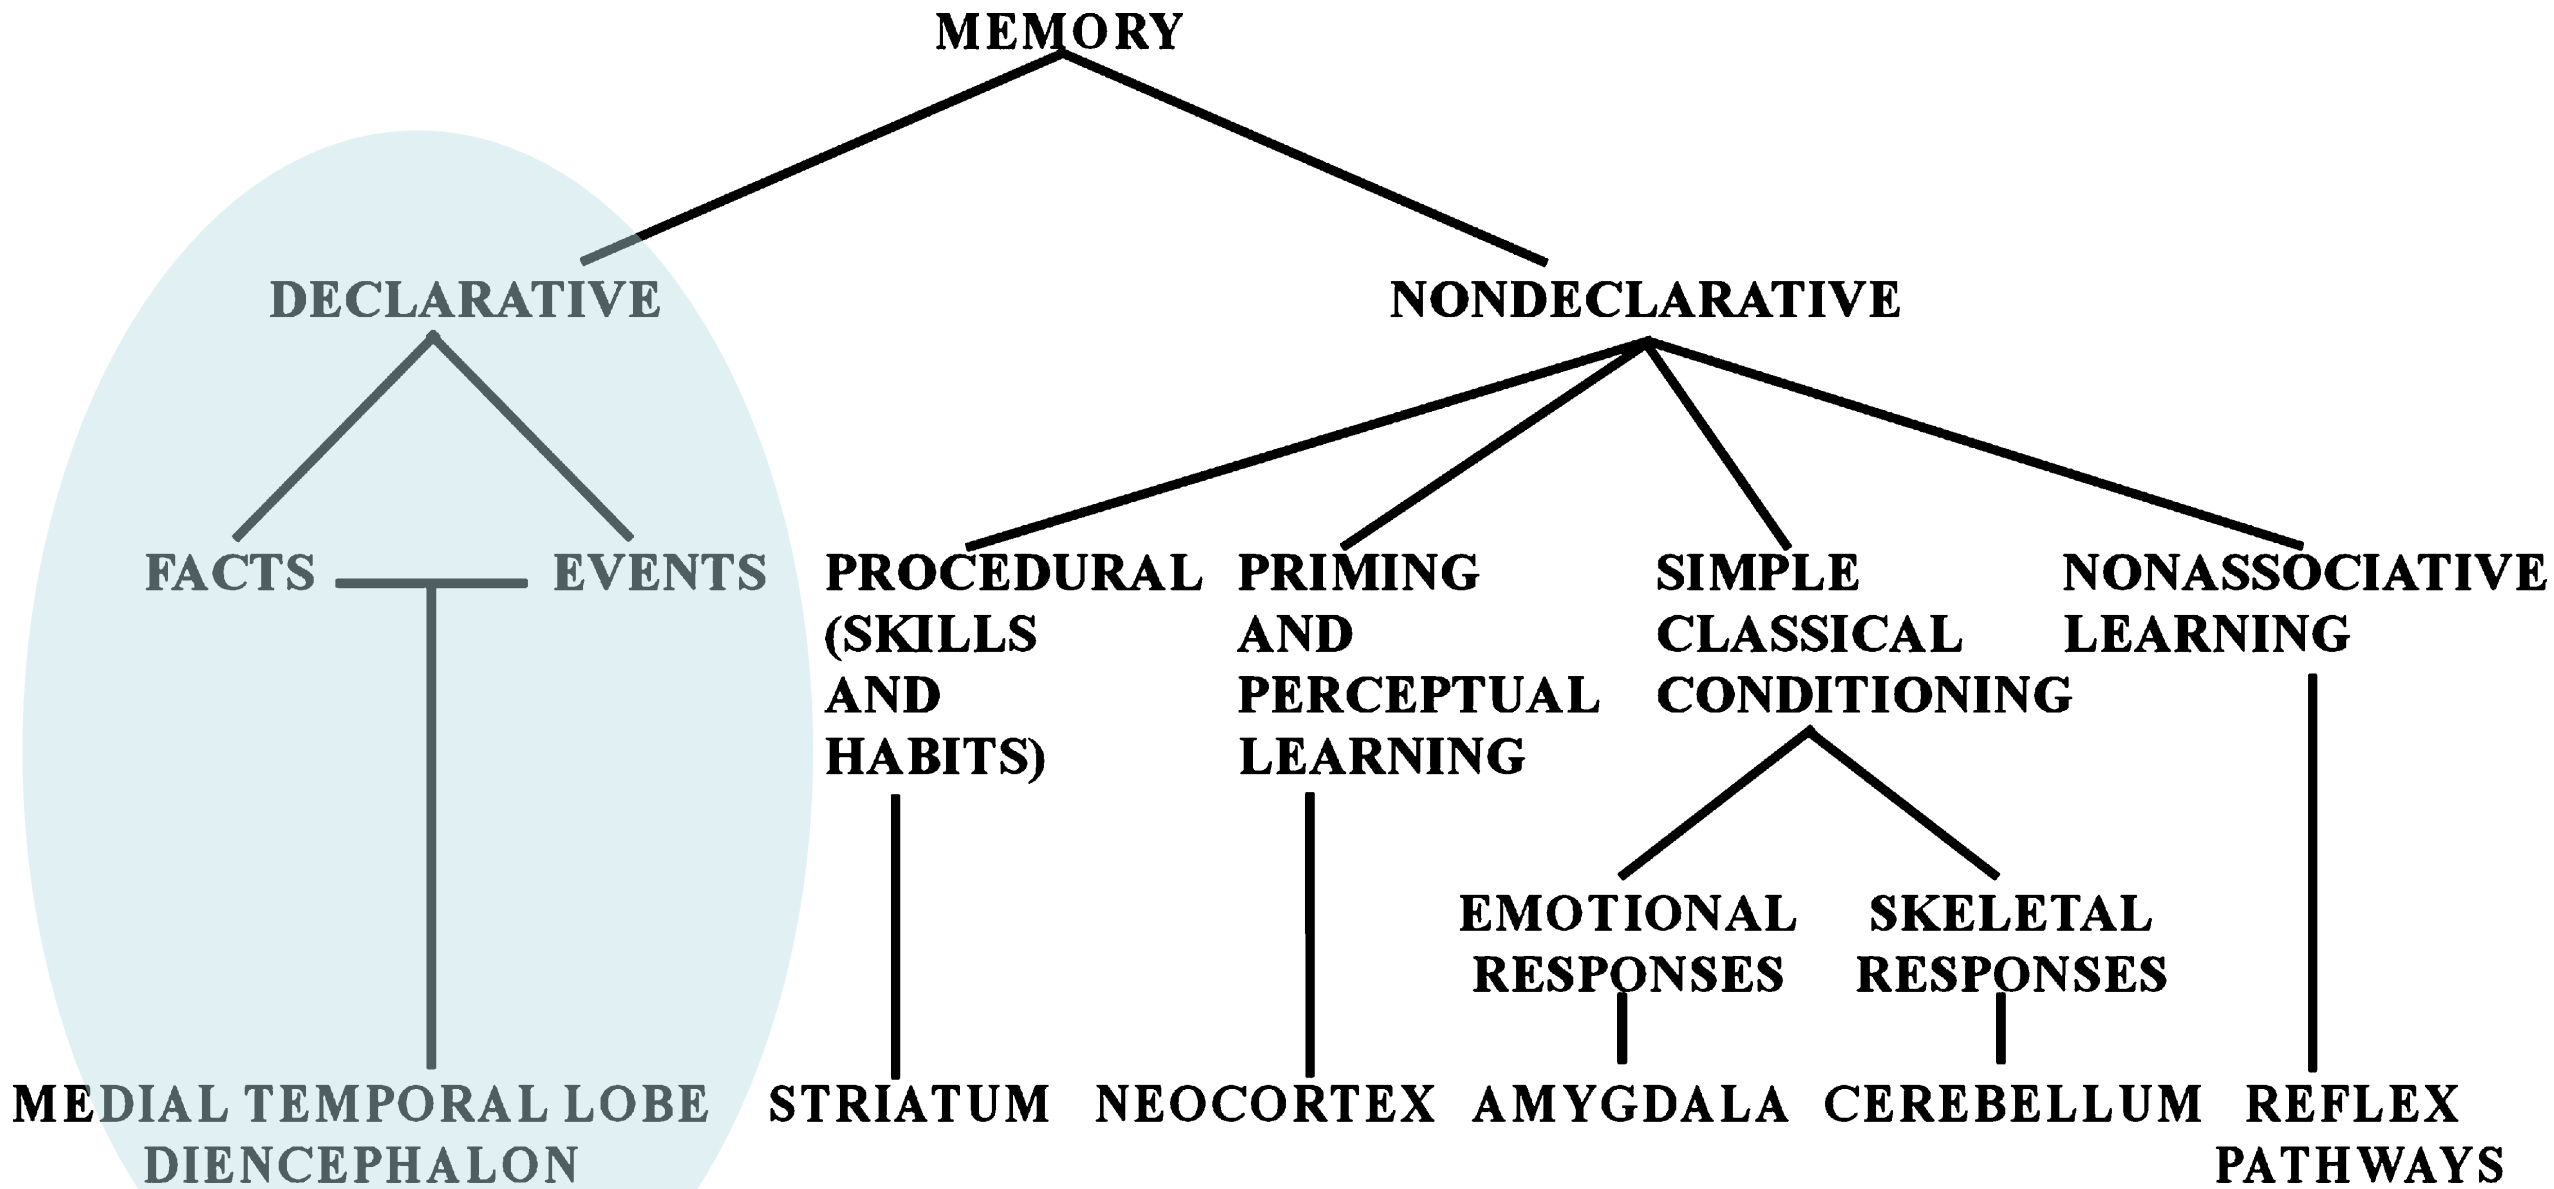 MEMORY
DECLARATIVE
NONDECLARATIVE
FACTS
EVENTS
PROCEDURAL
(SKILLS
AND
HABITS)
PRIMING
AND
PERCEPTUAL
LEARNING
SIMPLE
CLASSICAL
CONDITIONING
NONASSOCIATIVE
LEARNING
EMOTIONAL
RESPONSES
SKELETAL
RESPONSES
MEDIAL TEMPORAL LOBE
DIENCEPHALON
STRIATUM
NEOCORTEX
AMYGDALA
CEREBELLUM
REFLEX
PATHWAYS